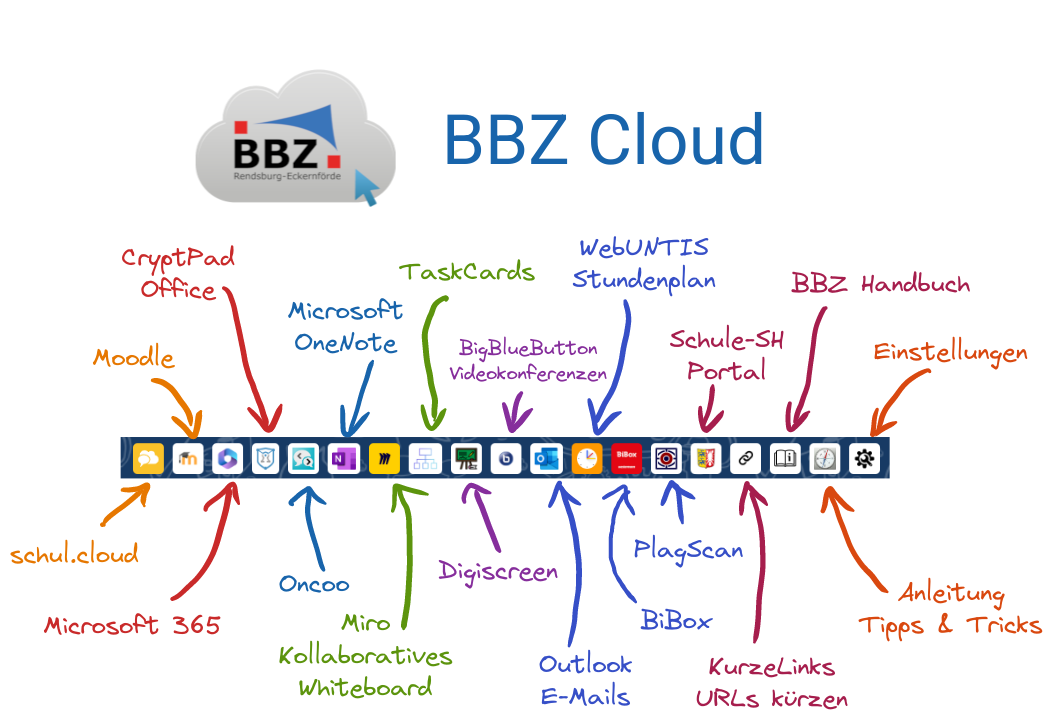 BBZ
Rendsburg-Eckernförde
BBZ Cloud
CryptPad
Office
Microsoft
OneNote
TaskCards
WebUNTIS
Stundenplan
BBZ Handbuch
Moodle
BigBlueButton
Videokonferenzen
Schule-SH
Portal
Einstellungen
BiBox
schul.cloud
Microsoft 365
Oncoo
Miro
Kollaboratives
Whiteboard
Digiscreen
Outlook
E-Mails
PlagScan
BiBox
KurzeLinks
URLs kürzen
Anleitung
Tipps & Tricks